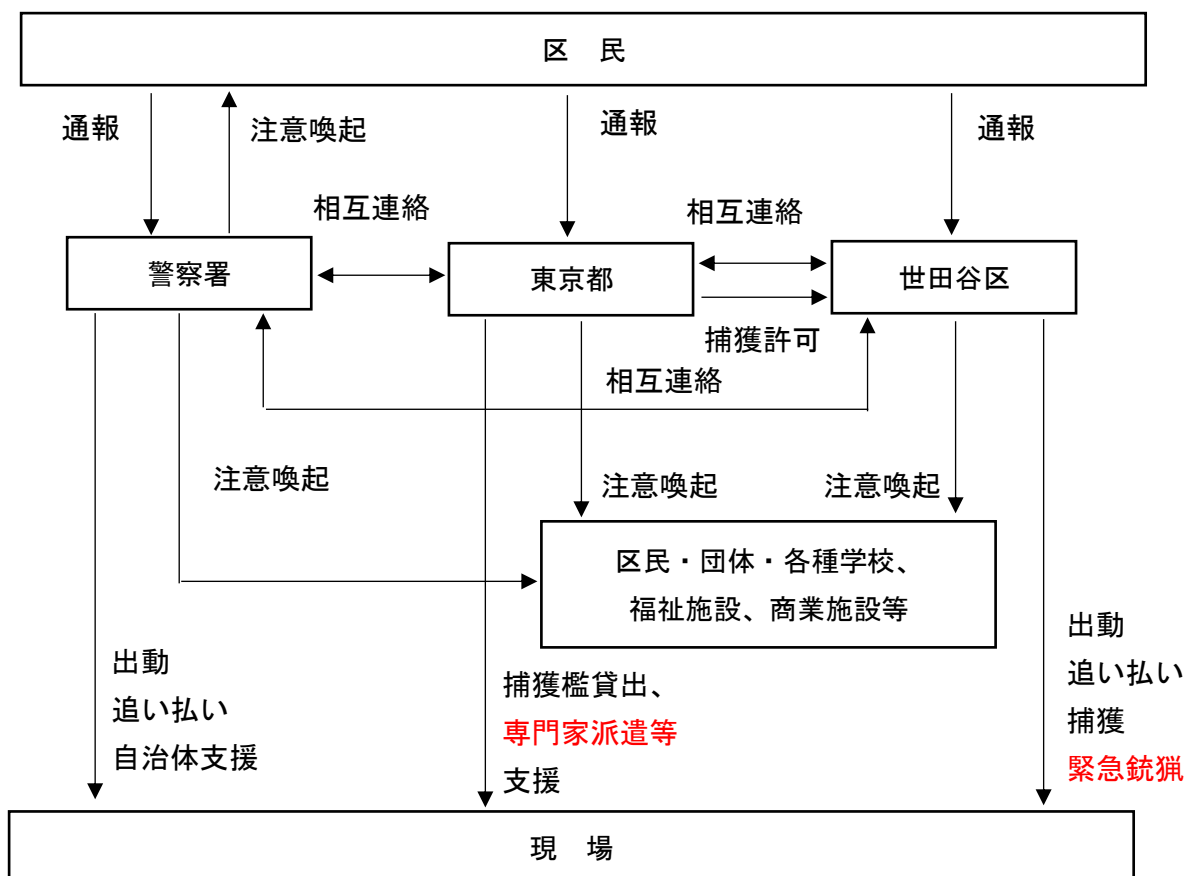 区　民
通報
注意喚起
通報
通報
相互連絡
相互連絡
警察署
東京都
世田谷区
捕獲許可
相互連絡
注意喚起
注意喚起
注意喚起
区民・団体・各種学校、
福祉施設、商業施設等
出動
追い払い
自治体支援
捕獲檻貸出、
専門家派遣等
支援
出動
追い払い
捕獲
緊急銃猟
現　場